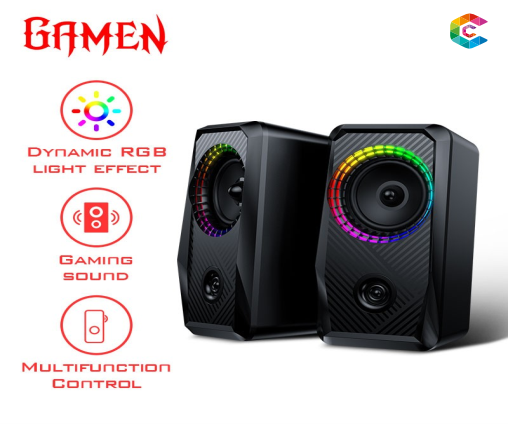 GAMEN
C
DYNAMIC RGB
LIGHT EFFECT
GAMING
SOUND
MULTIFUNCTION
CONTROL